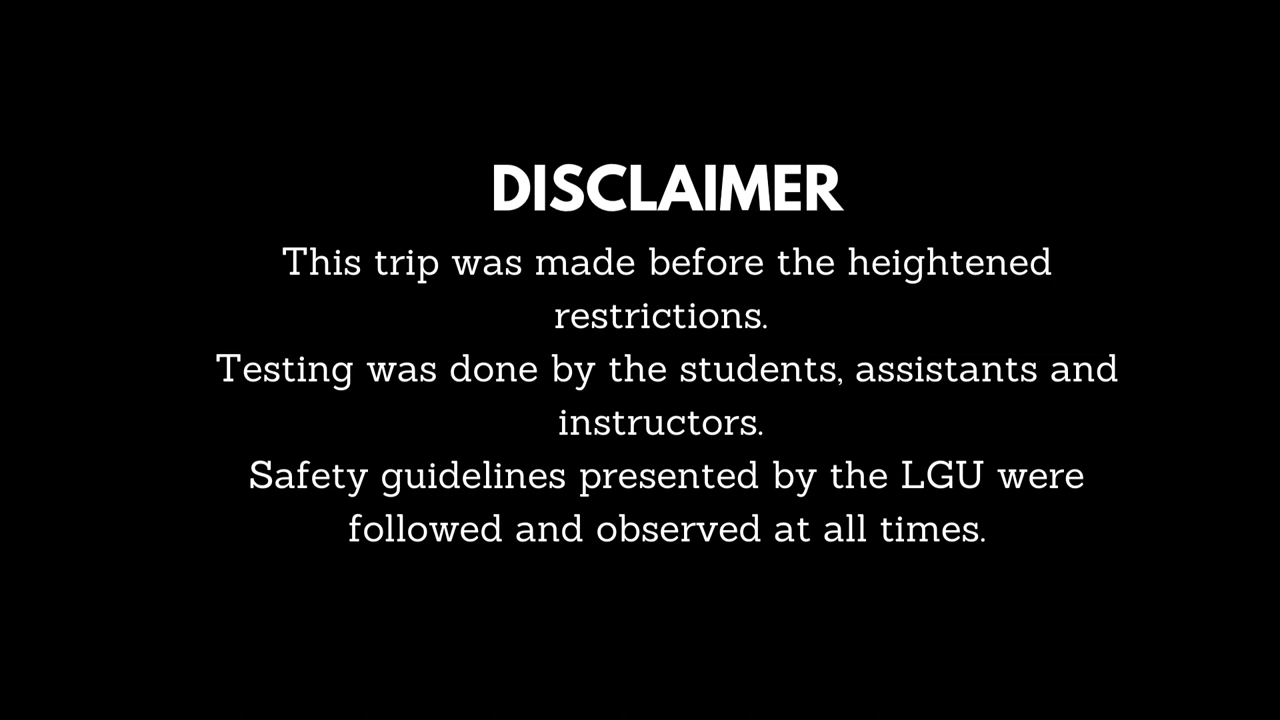 DISCLAIMER
This trip was made before the heightened
restrictions.
Testing was done by the students, assistants and
instructors.
Safety guidelines presented by the LGU were
followed and observed at all times.